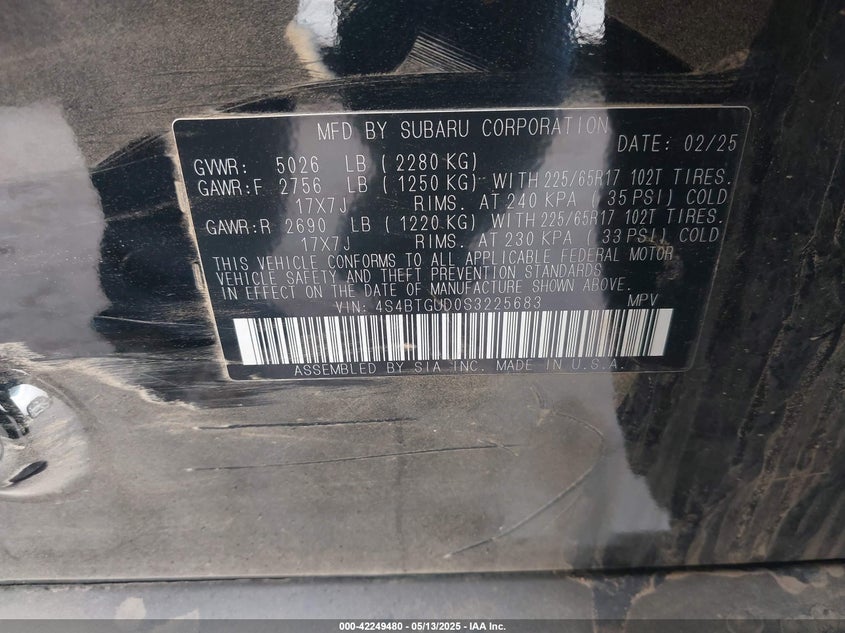 MFD BY SUBARU CORPORATION
DATE: 02/25
GVWR: 5026 LB ( 2280 KG)
GAWR:F 2756 LB ( 1250 KG) WITH 225/65R17 102T TIRES.
17X7J RIMS. AT 240 KPA ( 35 PSI) COLD
GAWR:R 2690 LB ( 1220 KG) WITH 225/65R17 102T TIRES.
17X7J RIMS. AT 230 KPA ( 33 PSI) COLD
THIS VEHICLE CONFORMS TO ALL APPLICABLE FEDERAL MOTOR
VEHICLE SAFETY AND THEFT PREVENTION STANDARDS
IN EFFECT ON THE DATE OF MANUFACTURE SHOWN ABOVE.
VIN: 4S4BTGUD0S3225683 MPV
ASSEMBLED BY SIA INC. MADE IN U.S.A.
000-42249480 - 05/13/2025 - IAA Inc.